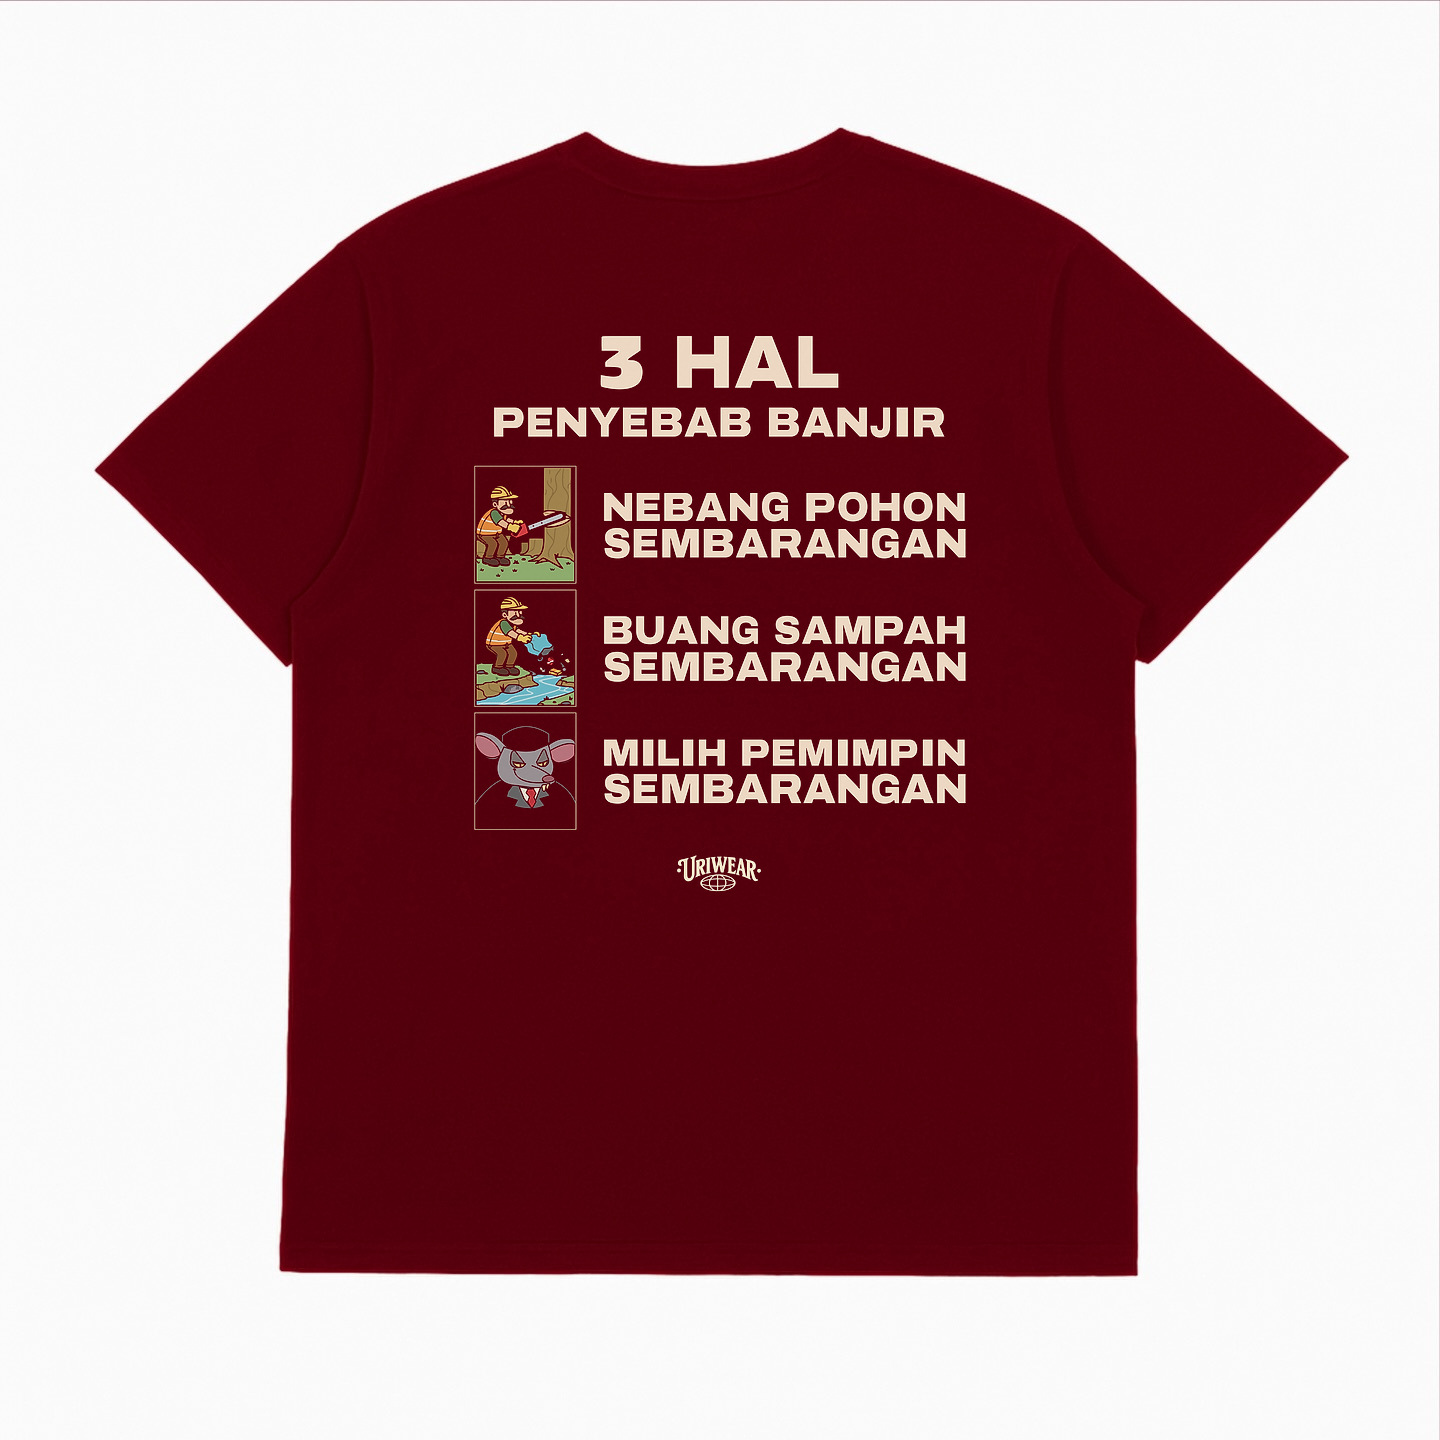 3 HAL
PENYEBAB BANJIR
NEBANG POHON
SEMBARANGAN
BUANG SAMPAH
SEMBARANGAN
MILIH PEMIMPIN
SEMBARANGAN
URIWEAR